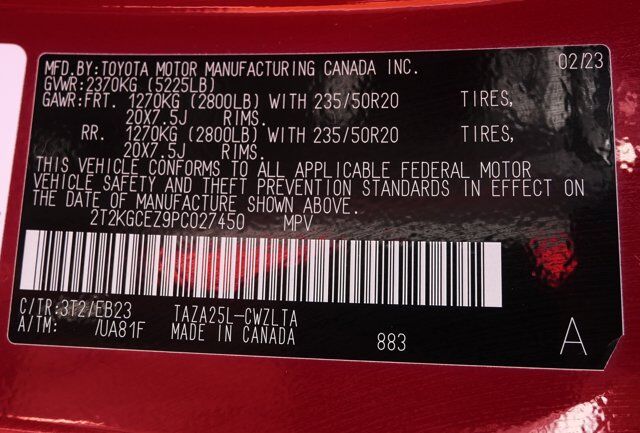 MFD.BY:TOYOTA MOTOR MANUFACTURING CANADA INC. 02/23
GVWR:2370KG (5225LB)
GAWR:FRT. 1270KG (2800LB) WITH 235/50R20 TIRES,
20X7.5J RIMS.
RR. 1270KG (2800LB) WITH 235/50R20 TIRES,
20X7.5J RIMS.
THIS VEHICLE CONFORMS TO ALL APPLICABLE FEDERAL MOTOR
VEHICLE SAFETY AND THEFT PREVENTION STANDARDS IN EFFECT ON
THE DATE OF MANUFACTURE SHOWN ABOVE.
2T2KGCEZ9PC027450 MPV
C/TR:3T2/EB23 TAZA25L-CWZLTA
A/TM: /UA81F MADE IN CANADA 883 A